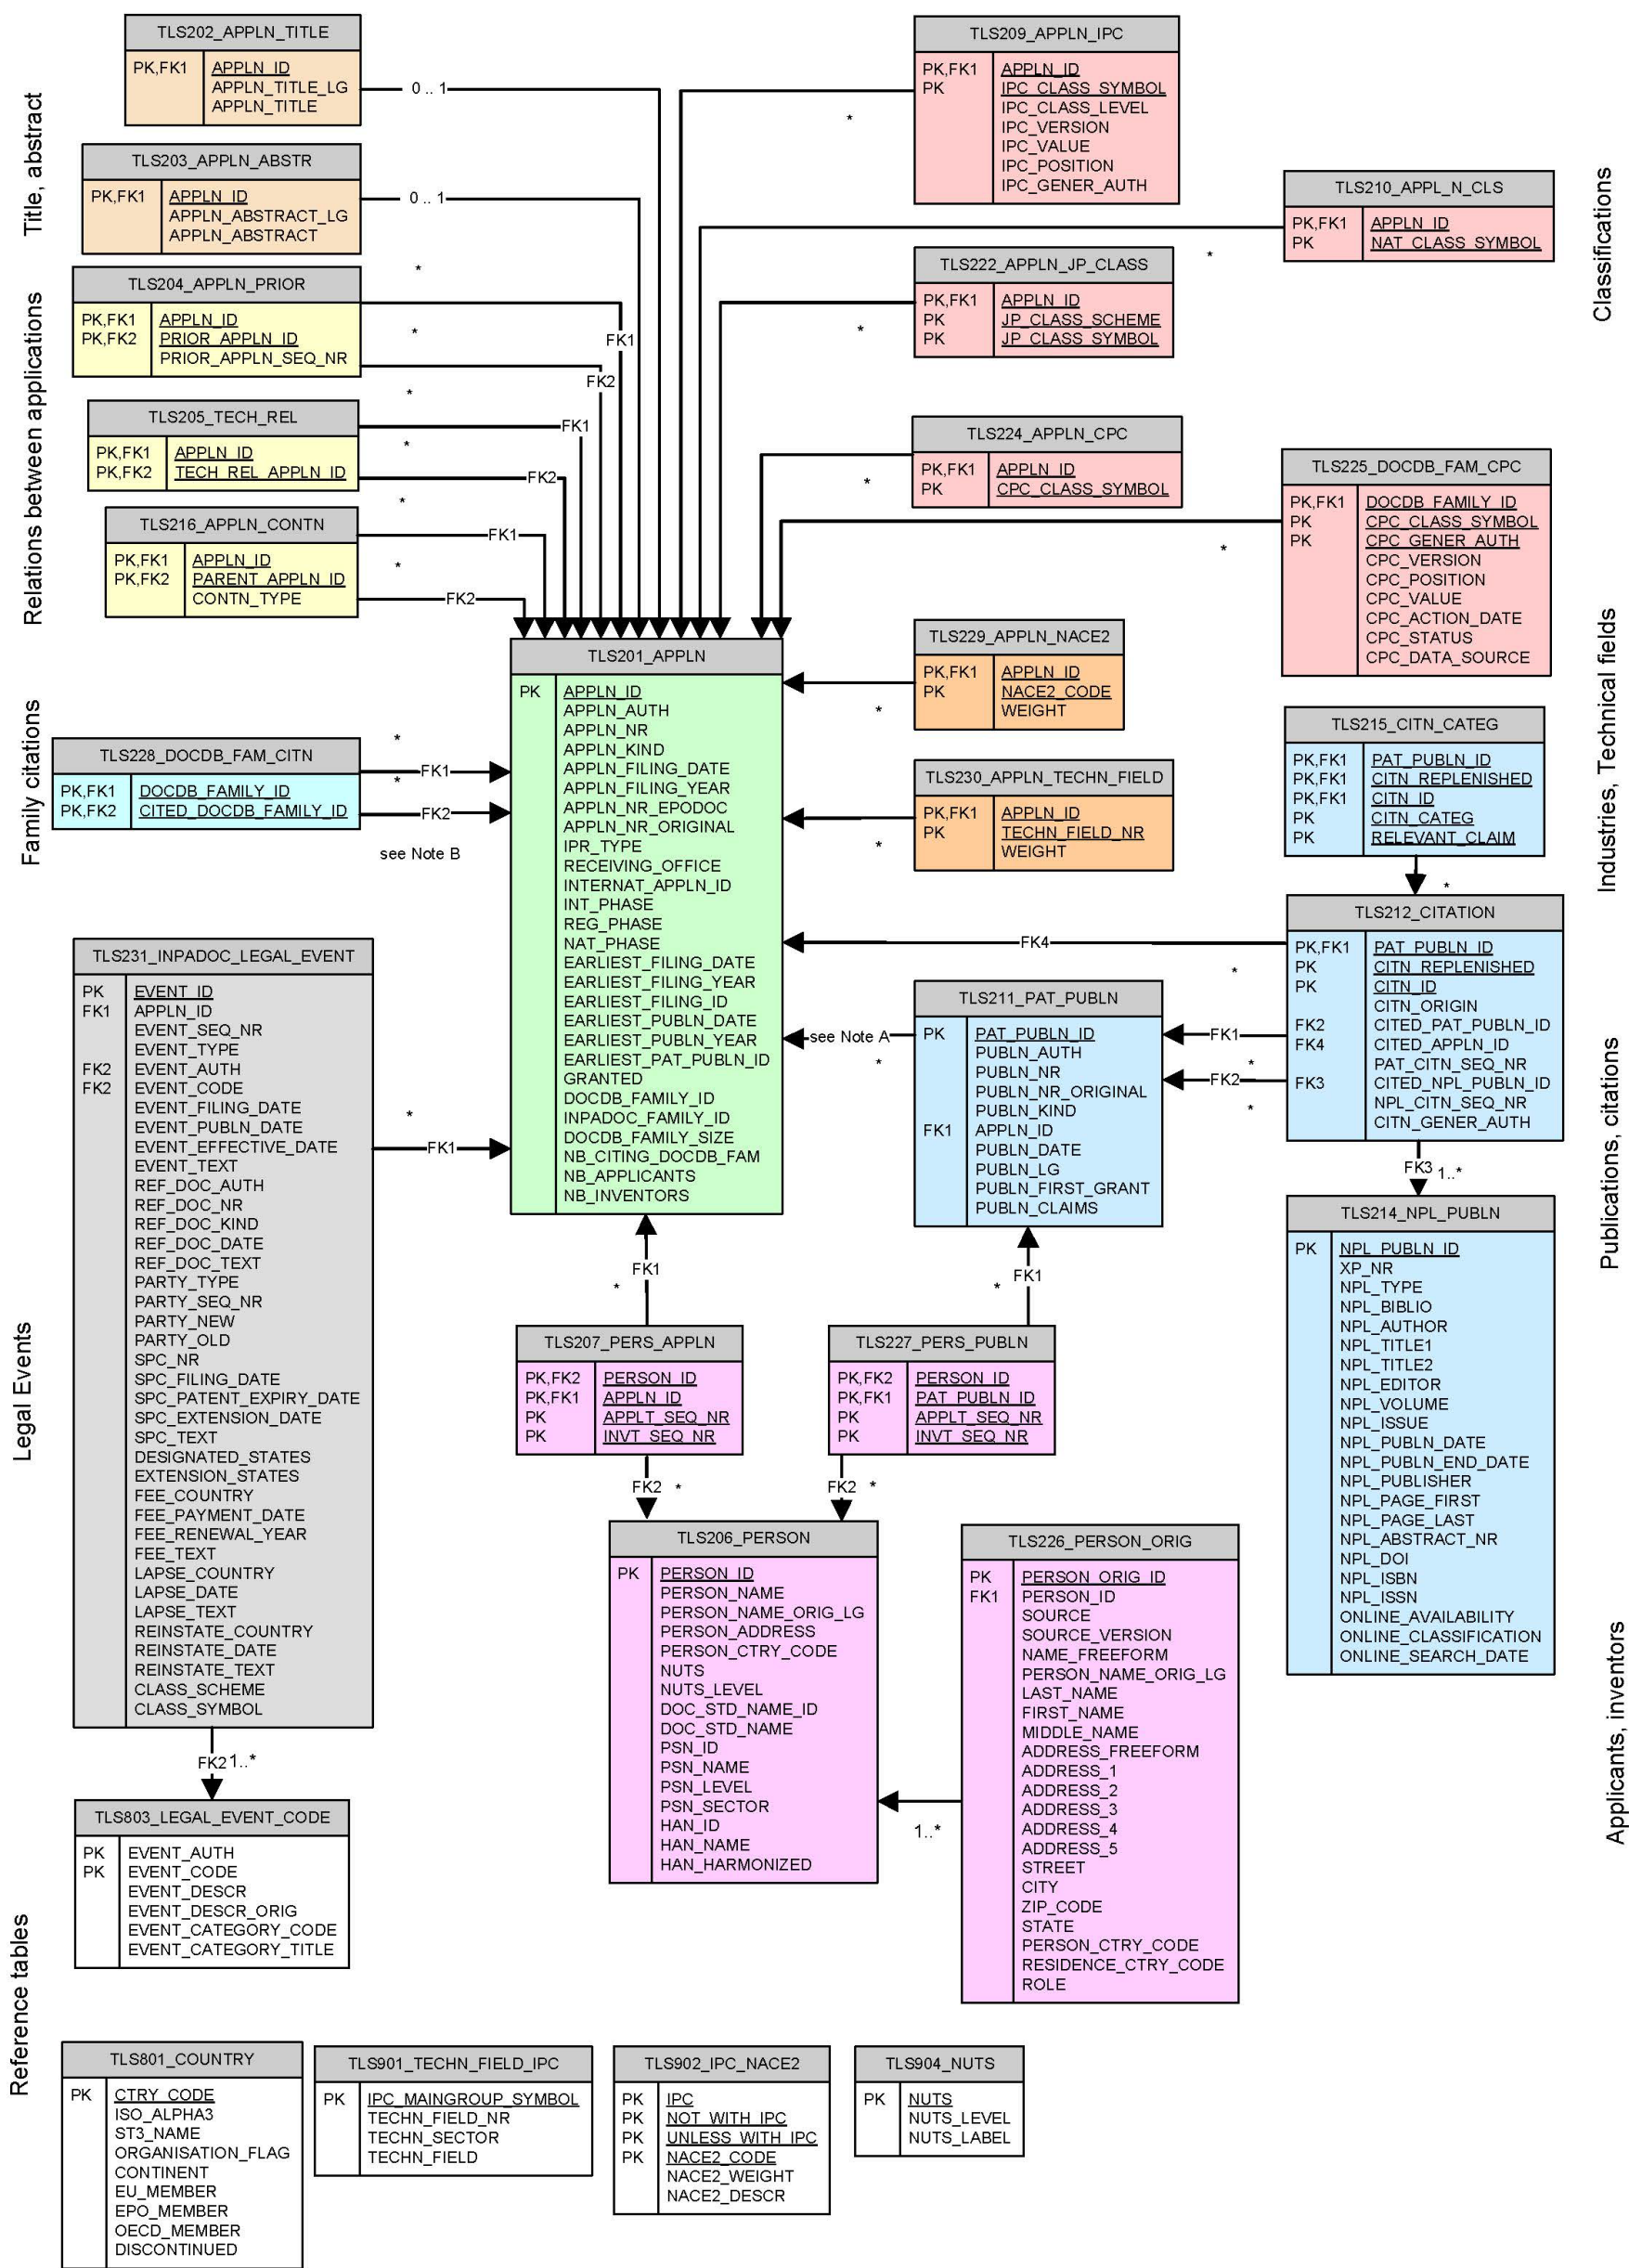 Title, abstract
TLS202_APPLN_TITLE
PK,FK1 APPLN_ID
APPLN_TITLE_LG
APPLN_TITLE
0 .. 1
TLS203_APPLN_ABSTR
PK,FK1 APPLN_ID
APPLN_ABSTRACT_LG
APPLN_ABSTRACT
0 .. 1
Relations between applications
TLS204_APPLN_PRIOR
PK,FK1 APPLN_ID
PK,FK2 PRIOR_APPLN_ID
PRIOR_APPLN_SEQ_NR
*
FK1
*
FK2
TLS205_TECH_REL
PK,FK1 APPLN_ID
PK,FK2 TECH_REL_APPLN_ID
*
FK1
*
FK2
TLS216_APPLN_CONTN
PK,FK1 APPLN_ID
PK,FK2 PARENT_APPLN_ID
CONTN_TYPE
*
FK1
*
FK2
Classifications
TLS209_APPLN_IPC
PK,FK1 APPLN_ID
PK IPC_CLASS_SYMBOL
IPC_CLASS_LEVEL
IPC_VERSION
IPC_VALUE
IPC_POSITION
IPC_GENER_AUTH
*
TLS210_APPL_N_CLS
PK,FK1 APPLN_ID
PK NAT_CLASS_SYMBOL
*
TLS222_APPLN_JP_CLASS
PK,FK1 APPLN_ID
PK JP_CLASS_SCHEME
PK JP_CLASS_SYMBOL
*
TLS224_APPLN_CPC
PK,FK1 APPLN_ID
PK CPC_CLASS_SYMBOL
*
TLS225_DOCDB_FAM_CPC
PK,FK1 DOCDB_FAMILY_ID
PK CPC_CLASS_SYMBOL
PK CPC_GENER_AUTH
CPC_VERSION
CPC_POSITION
CPC_VALUE
CPC_ACTION_DATE
CPC_STATUS
CPC_DATA_SOURCE
*
TLS201_APPLN
PK APPLN_ID
APPLN_AUTH
APPLN_NR
APPLN_KIND
APPLN_FILING_DATE
APPLN_FILING_YEAR
APPLN_NR_EPODOC
APPLN_NR_ORIGINAL
IPR_TYPE
RECEIVING_OFFICE
INTERNAT_APPLN_ID
INT_PHASE
REG_PHASE
NAT_PHASE
EARLIEST_FILING_DATE
EARLIEST_FILING_YEAR
EARLIEST_FILING_ID
EARLIEST_PUBLN_DATE
EARLIEST_PUBLN_YEAR
EARLIEST_PAT_PUBLN_ID
GRANTED
DOCDB_FAMILY_ID
INPADOC_FAMILY_ID
DOCDB_FAMILY_SIZE
NB_CITING_DOCDB_FAM
NB_APPLICANTS
NB_INVENTORS
Industries, Technical fields
TLS229_APPLN_NACE2
PK,FK1 APPLN_ID
PK NACE2_CODE
WEIGHT
*
TLS230_APPLN_TECHN_FIELD
PK,FK1 APPLN_ID
PK TECHN_FIELD_NR
WEIGHT
*
Family citations
TLS228_DOCDB_FAM_CITN
PK,FK1 DOCDB_FAMILY_ID
PK,FK2 CITED_DOCDB_FAMILY_ID
*
FK1
*
FK2
see Note B
Publications, citations
TLS215_CITN_CATEG
PK,FK1 PAT_PUBLN_ID
PK,FK1 CITN_REPLENISHED
PK,FK1 CITN_ID
PK CITN_CATEG
PK RELEVANT_CLAIM
*
TLS212_CITATION
PK,FK1 PAT_PUBLN_ID
PK CITN_REPLENISHED
PK CITN_ID
CITN_ORIGIN
FK2 CITED_PAT_PUBLN_ID
FK4 CITED_APPLN_ID
PAT_CITN_SEQ_NR
FK3 CITED_NPL_PUBLN_ID
NPL_CITN_SEQ_NR
CITN_GENER_AUTH
FK4
*
FK1
*
FK2
*
FK3 1..*
TLS211_PAT_PUBLN
PK PAT_PUBLN_ID
PUBLN_AUTH
PUBLN_NR
PUBLN_NR_ORIGINAL
PUBLN_KIND
FK1 APPLN_ID
PUBLN_DATE
PUBLN_LG
PUBLN_FIRST_GRANT
PUBLN_CLAIMS
see Note A
*
TLS214_NPL_PUBLN
PK NPL_PUBLN_ID
XP_NR
NPL_TYPE
NPL_BIBLIO
NPL_AUTHOR
NPL_TITLE1
NPL_TITLE2
NPL_EDITOR
NPL_VOLUME
NPL_ISSUE
NPL_PUBLN_DATE
NPL_PUBLN_END_DATE
NPL_PUBLISHER
NPL_PAGE_FIRST
NPL_PAGE_LAST
NPL_ABSTRACT_NR
NPL_DOI
NPL_ISBN
NPL_ISSN
ONLINE_AVAILABILITY
ONLINE_CLASSIFICATION
ONLINE_SEARCH_DATE
Legal Events
TLS231_INPADOC_LEGAL_EVENT
PK EVENT_ID
FK1 APPLN_ID
EVENT_SEQ_NR
EVENT_TYPE
FK2 EVENT_AUTH
FK2 EVENT_CODE
EVENT_FILING_DATE
EVENT_PUBLN_DATE
EVENT_EFFECTIVE_DATE
EVENT_TEXT
REF_DOC_AUTH
REF_DOC_NR
REF_DOC_KIND
REF_DOC_DATE
REF_DOC_TEXT
PARTY_TYPE
PARTY_SEQ_NR
PARTY_NEW
PARTY_OLD
SPC_NR
SPC_FILING_DATE
SPC_PATENT_EXPIRY_DATE
SPC_EXTENSION_DATE
SPC_TEXT
DESIGNATED_STATES
EXTENSION_STATES
FEE_COUNTRY
FEE_PAYMENT_DATE
FEE_RENEWAL_YEAR
FEE_TEXT
LAPSE_COUNTRY
LAPSE_DATE
LAPSE_TEXT
REINSTATE_COUNTRY
REINSTATE_DATE
REINSTATE_TEXT
CLASS_SCHEME
CLASS_SYMBOL
*
FK1
FK2 1..*
TLS803_LEGAL_EVENT_CODE
PK EVENT_AUTH
PK EVENT_CODE
EVENT_DESCR
EVENT_DESCR_ORIG
EVENT_CATEGORY_CODE
EVENT_CATEGORY_TITLE
Applicants, inventors
FK1
*
TLS207_PERS_APPLN
PK,FK2 PERSON_ID
PK,FK1 APPLN_ID
PK APPLT_SEQ_NR
PK INVT_SEQ_NR
FK2 *
FK1
*
TLS227_PERS_PUBLN
PK,FK2 PERSON_ID
PK,FK1 PAT_PUBLN_ID
PK APPLT_SEQ_NR
PK INVT_SEQ_NR
FK2 *
TLS206_PERSON
PK PERSON_ID
PERSON_NAME
PERSON_NAME_ORIG_LG
PERSON_ADDRESS
PERSON_CTRY_CODE
NUTS
NUTS_LEVEL
DOC_STD_NAME_ID
DOC_STD_NAME
PSN_ID
PSN_NAME
PSN_LEVEL
PSN_SECTOR
HAN_ID
HAN_NAME
HAN_HARMONIZED
1..*
TLS226_PERSON_ORIG
PK PERSON_ORIG_ID
FK1 PERSON_ID
SOURCE
SOURCE_VERSION
NAME_FREEFORM
PERSON_NAME_ORIG_LG
LAST_NAME
FIRST_NAME
MIDDLE_NAME
ADDRESS_FREEFORM
ADDRESS_1
ADDRESS_2
ADDRESS_3
ADDRESS_4
ADDRESS_5
STREET
CITY
ZIP_CODE
STATE
PERSON_CTRY_CODE
RESIDENCE_CTRY_CODE
ROLE
Reference tables
TLS801_COUNTRY
PK CTRY_CODE
ISO_ALPHA3
ST3_NAME
ORGANISATION_FLAG
CONTINENT
EU_MEMBER
EPO_MEMBER
OECD_MEMBER
DISCONTINUED
TLS901_TECHN_FIELD_IPC
PK IPC_MAINGROUP_SYMBOL
TECHN_FIELD_NR
TECHN_SECTOR
TECHN_FIELD
TLS902_IPC_NACE2
PK IPC
PK NOT_WITH_IPC
PK UNLESS_WITH_IPC
PK NACE2_CODE
NACE2_WEIGHT
NACE2_DESCR
TLS904_NUTS
PK NUTS
NUTS_LEVEL
NUTS_LABEL